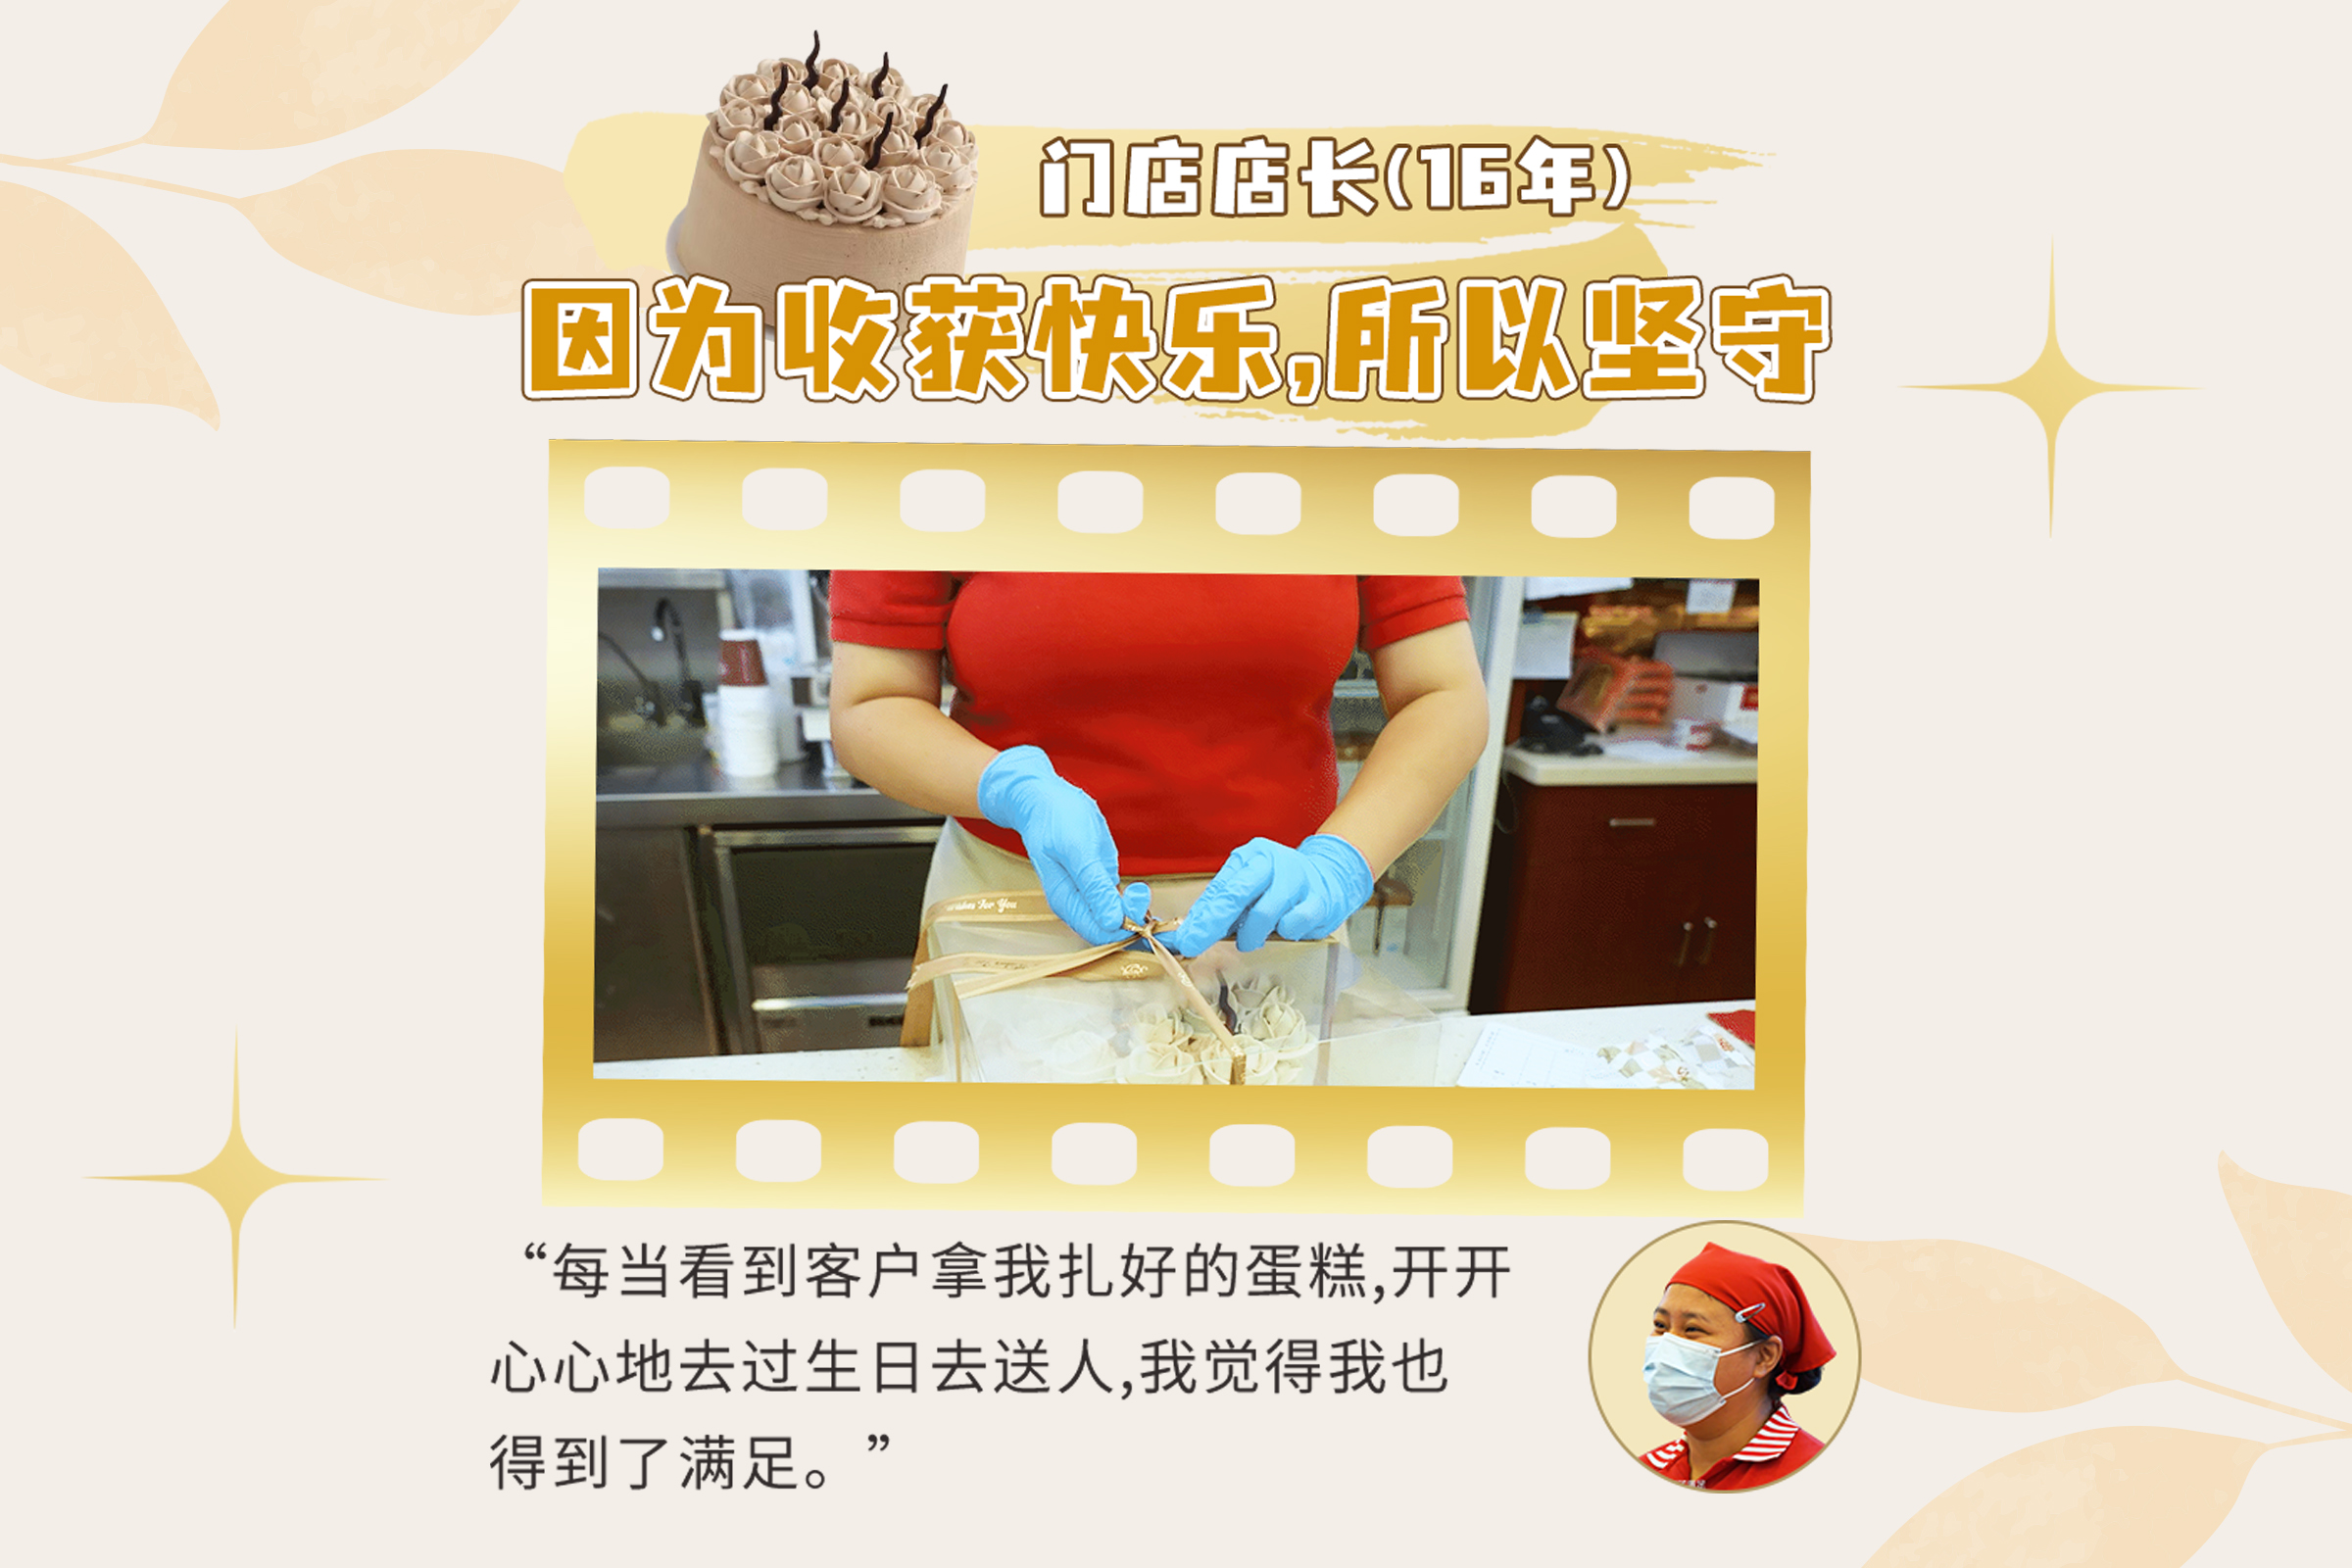 门店店长(16年)
因为收获快乐,所以坚守
For You
“每当看到客户拿我扎好的蛋糕,开开
心心地去过生日去送人,我觉得我也
得到了满足。”